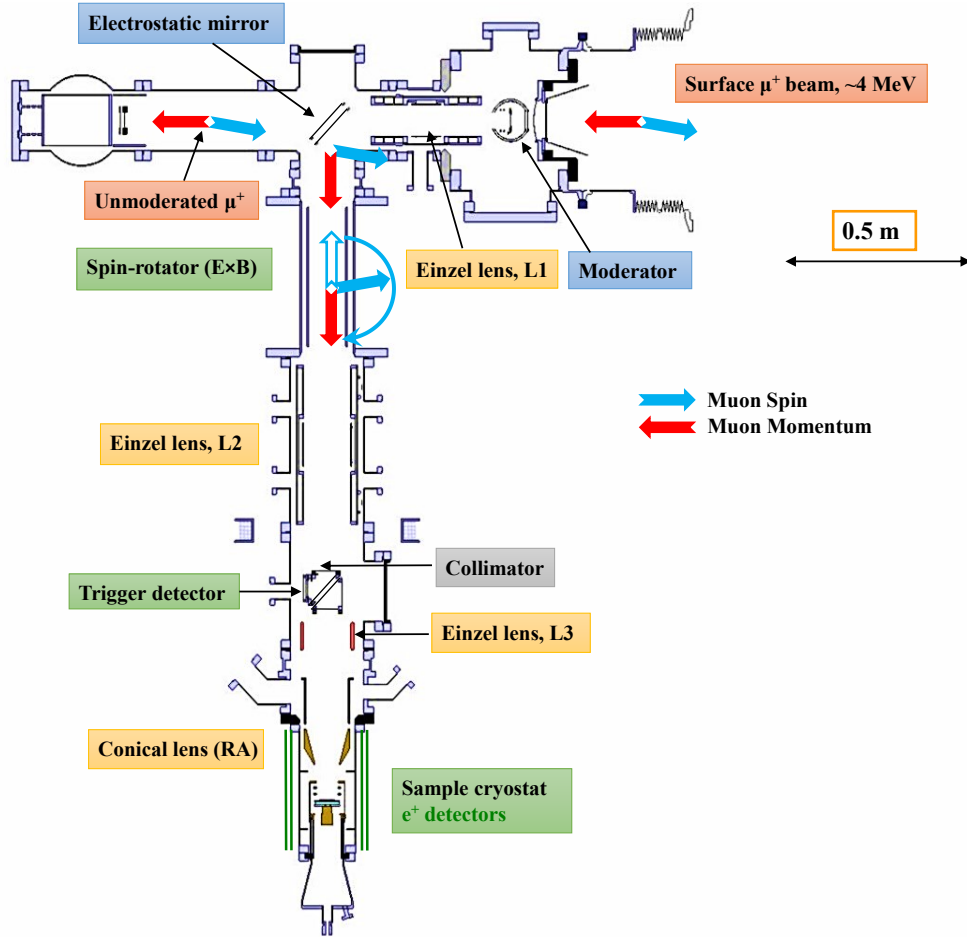 Electrostatic mirror
Surface μ⁺ beam, ~4 MeV
Unmoderated μ⁺
0.5 m
Spin-rotator (E×B)
Einzel lens, L1
Moderator
Muon Spin
Muon Momentum
Einzel lens, L2
Collimator
Trigger detector
Einzel lens, L3
Conical lens (RA)
Sample cryostat
e⁺ detectors